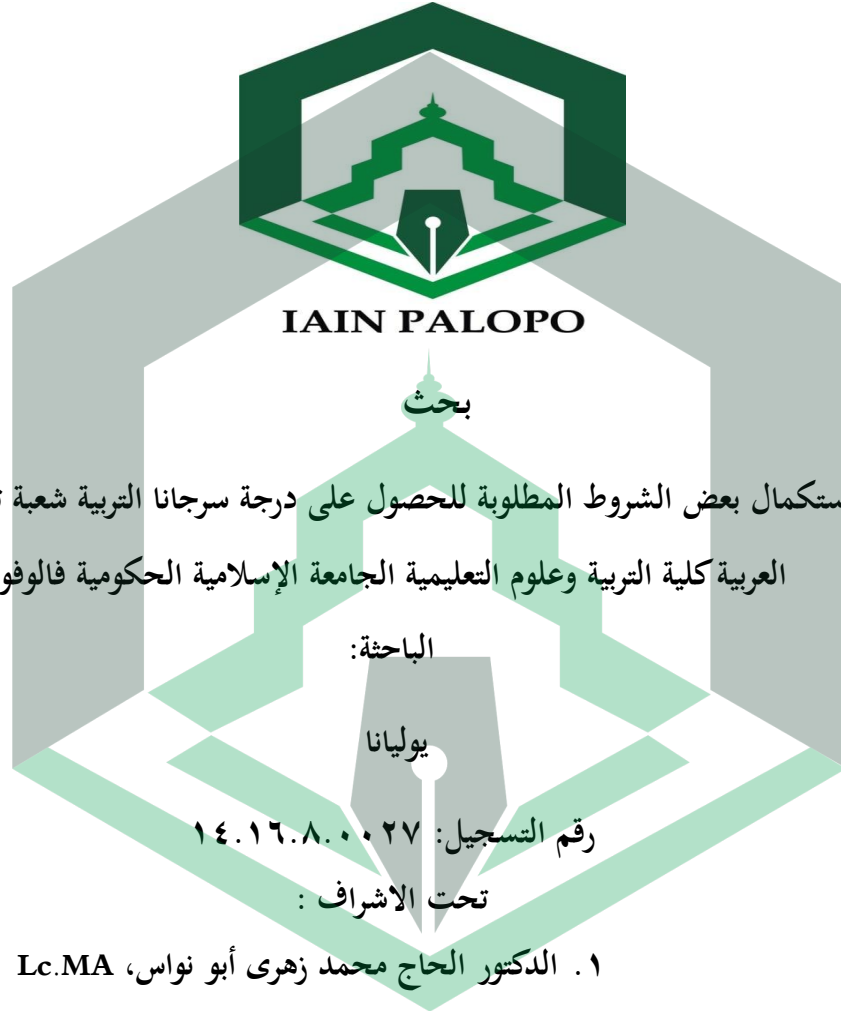 IAIN PALOPO
بحث
ستكمال بعض الشروط المطلوبة للحصول على درجة سرجانا التربية شعبة
العربية كلية التربية وعلوم التعليمية الجامعة الإسلامية الحكومية فالوفو
الباحثة:
يوليانا
رقم التسجيل: ١٤.١٦.٨.٠٠٢٧
تحت الاشراف :
١. الدكتور الحاج محمد زهرى أبو نواس، Lc.MA